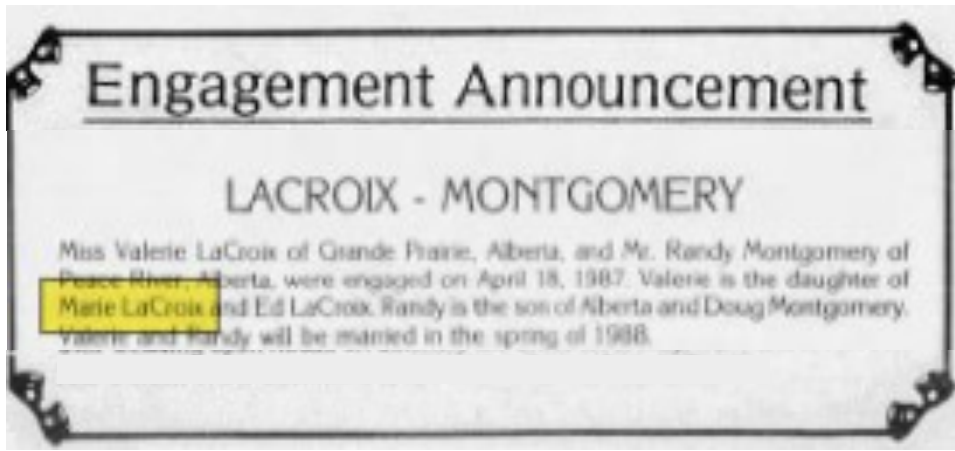 Engagement Announcement
LACROIX - MONTGOMERY
Miss Valerie LaCroix of Grande Prairie, Alberta, and Mr. Randy Montgomery of
Peace River, Alberta, were engaged on April 18, 1987. Valerie is the daughter of
Marie LaCroix and Ed LaCroix. Randy is the son of Alberta and Doug Montgomery.
Valerie and Randy will be married in the spring of 1988.